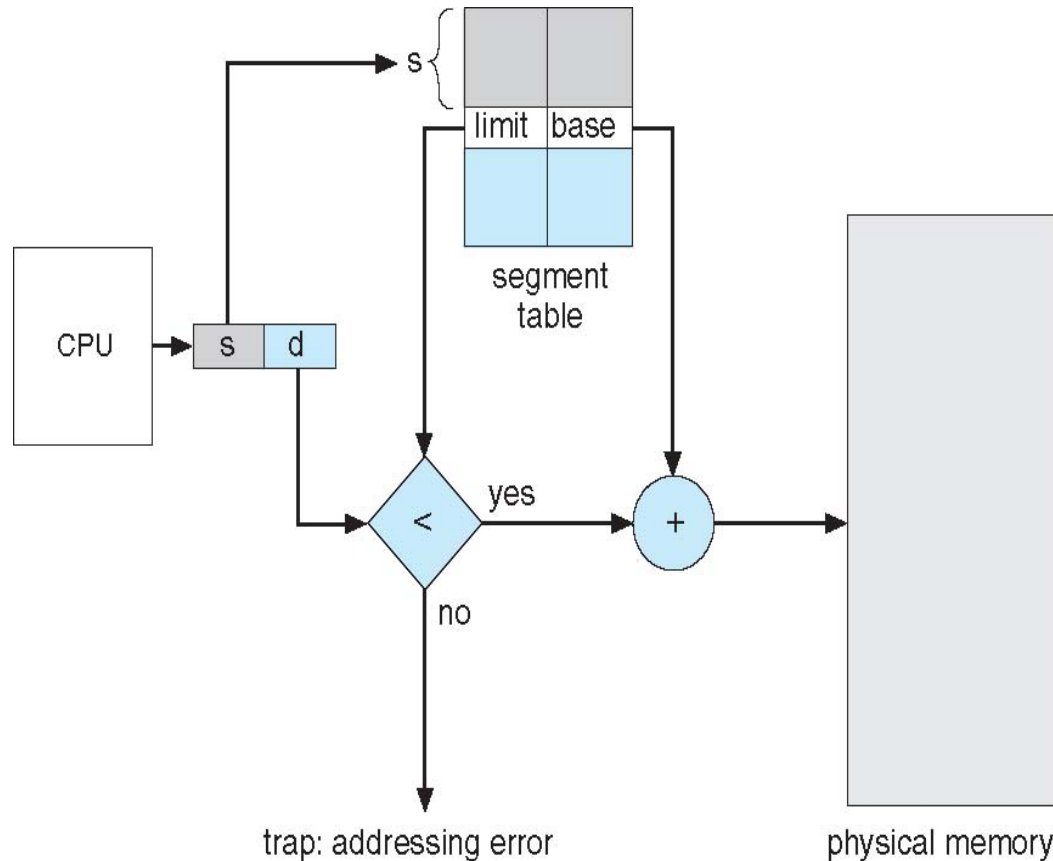 s
limit base
segment
table
CPU
s d
<
yes
+
no
trap: addressing error
physical memory